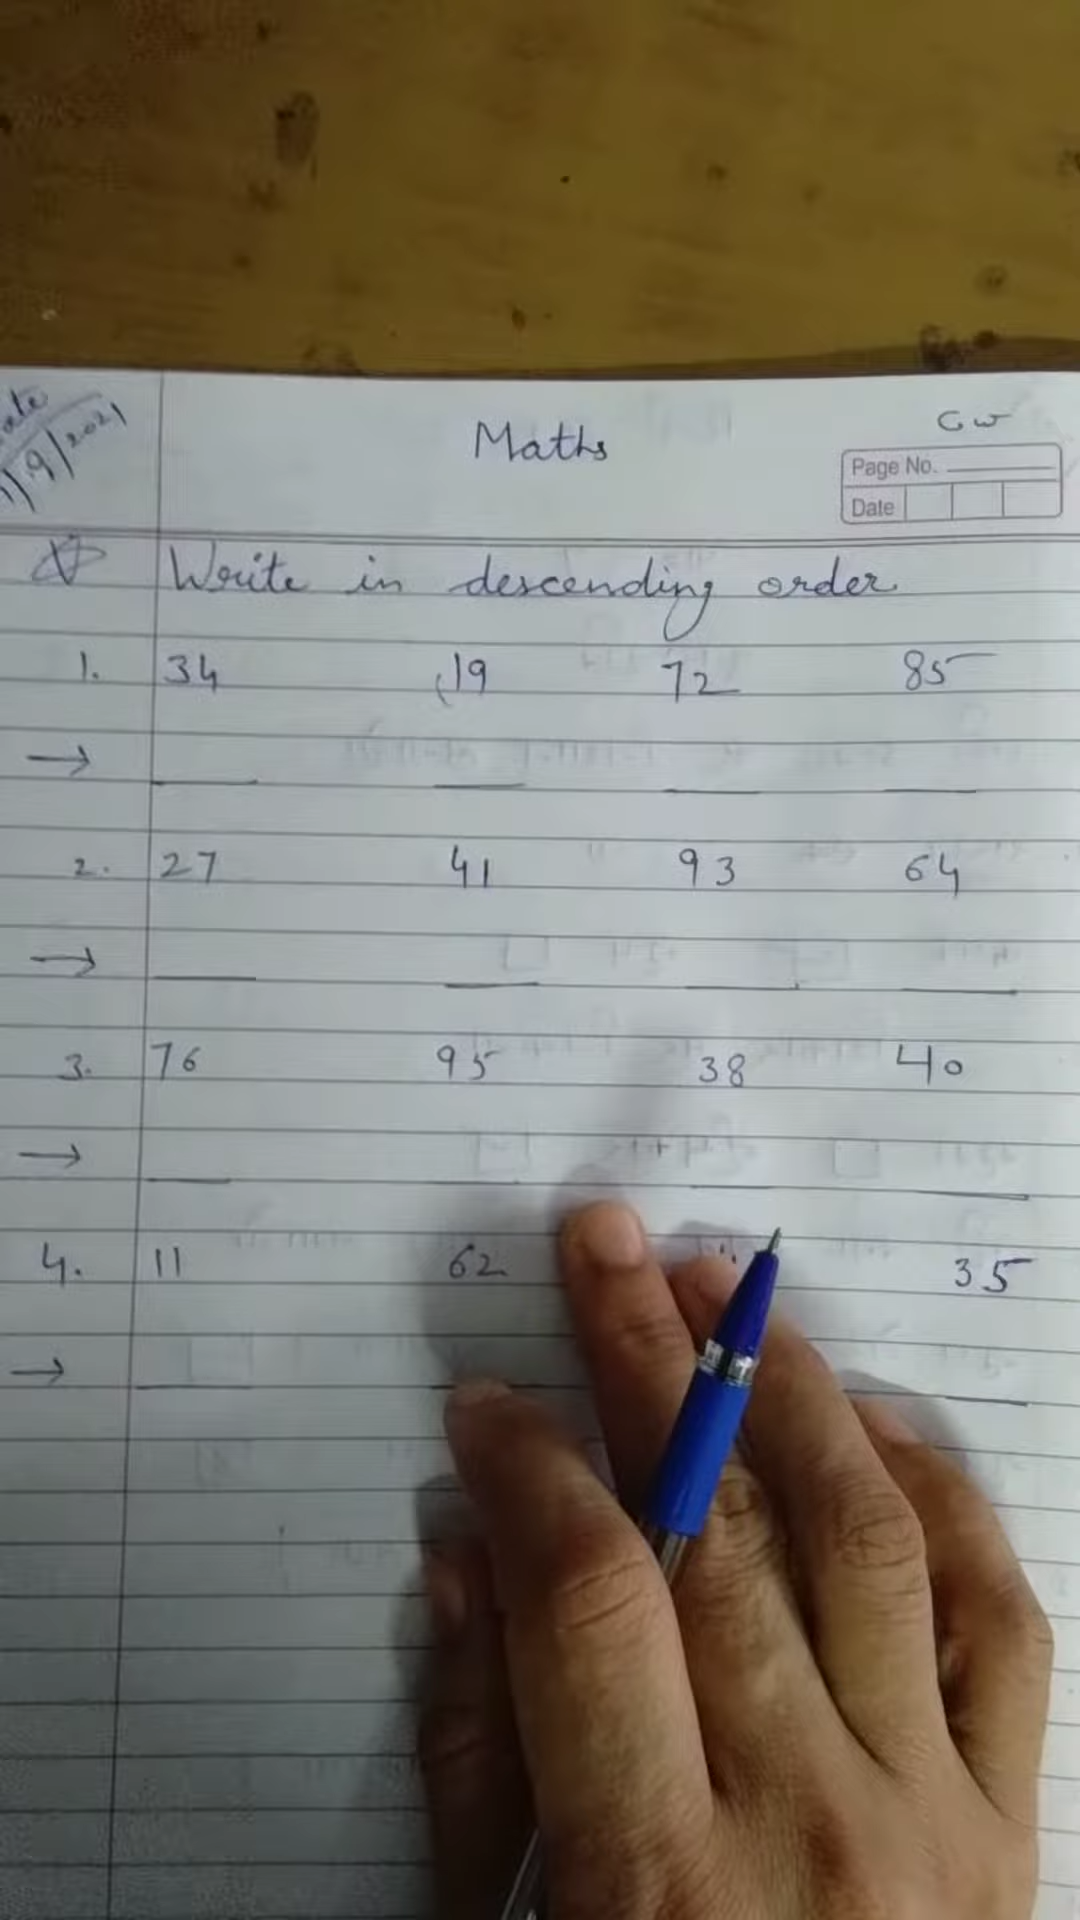 Date
9/2021
Maths
CW
Page No.
Date
Write in descending order
1. 34 19 72 85
→
2. 27 41 93 64
→
3. 76 95 38 40
→
4. 11 62 35
→